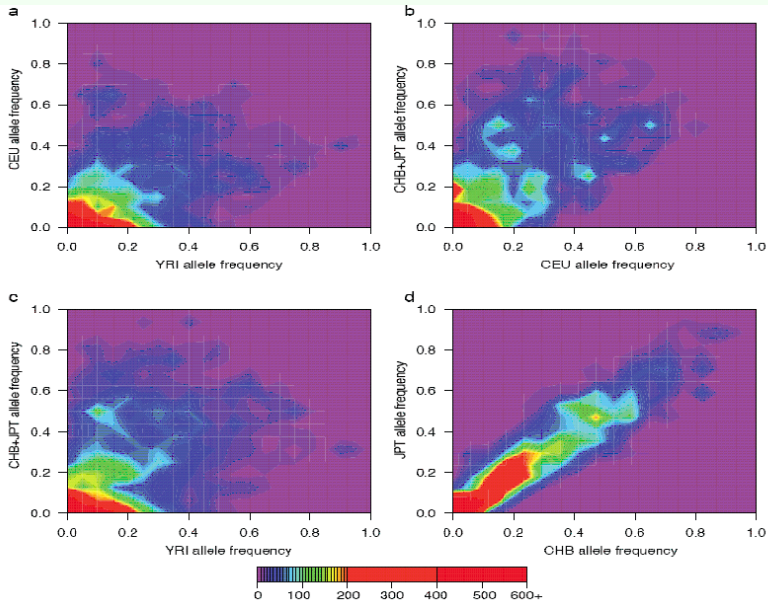 a
1.0
0.8
0.6
0.4
0.2
0.0
CEU allele frequency
0.0 0.2 0.4 0.6 0.8 1.0
YRI allele frequency
b
1.0
0.8
0.6
0.4
0.2
0.0
CHB+JPT allele frequency
0.0 0.2 0.4 0.6 0.8 1.0
CEU allele frequency
c
1.0
0.8
0.6
0.4
0.2
0.0
CHB+JPT allele frequency
0.0 0.2 0.4 0.6 0.8 1.0
YRI allele frequency
d
1.0
0.8
0.6
0.4
0.2
0.0
JPT allele frequency
0.0 0.2 0.4 0.6 0.8 1.0
CHB allele frequency
0 100 200 300 400 500 600+